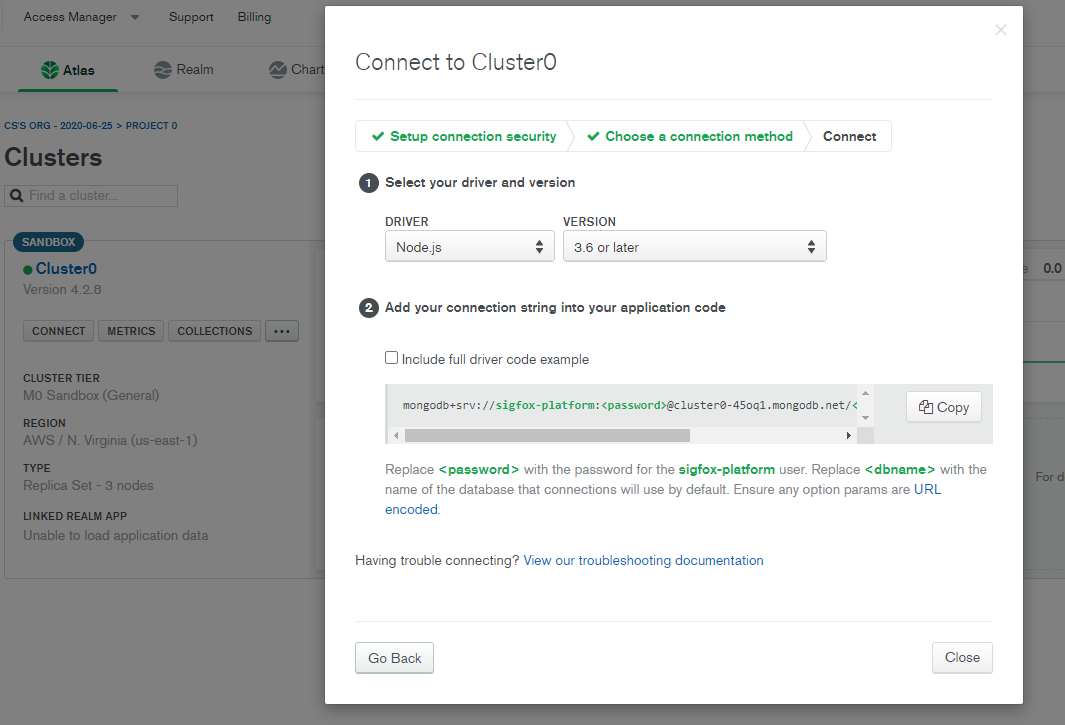 Access Manager
Support
Billing
Atlas
Realm
Chart
CS'S ORG - 2020-06-25 > PROJECT 0
Clusters
Find a cluster...
SANDBOX
Cluster0
Version 4.2.8
CONNECT
METRICS
COLLECTIONS
...
CLUSTER TIER
M0 Sandbox (General)
REGION
AWS / N. Virginia (us-east-1)
TYPE
Replica Set - 3 nodes
LINKED REALM APP
Unable to load application data
Connect to Cluster0
Setup connection security
Choose a connection method
Connect
1 Select your driver and version
DRIVER
VERSION
Node.js
3.6 or later
2 Add your connection string into your application code
Include full driver code example
mongodb+srv://sigfox-platform:<password>@cluster0-45oq1.mongodb.net/<
Copy
Replace <password> with the password for the sigfox-platform user. Replace <dbname> with the
name of the database that connections will use by default. Ensure any option params are URL
encoded.
Having trouble connecting? View our troubleshooting documentation
Go Back
Close
0.0
For d